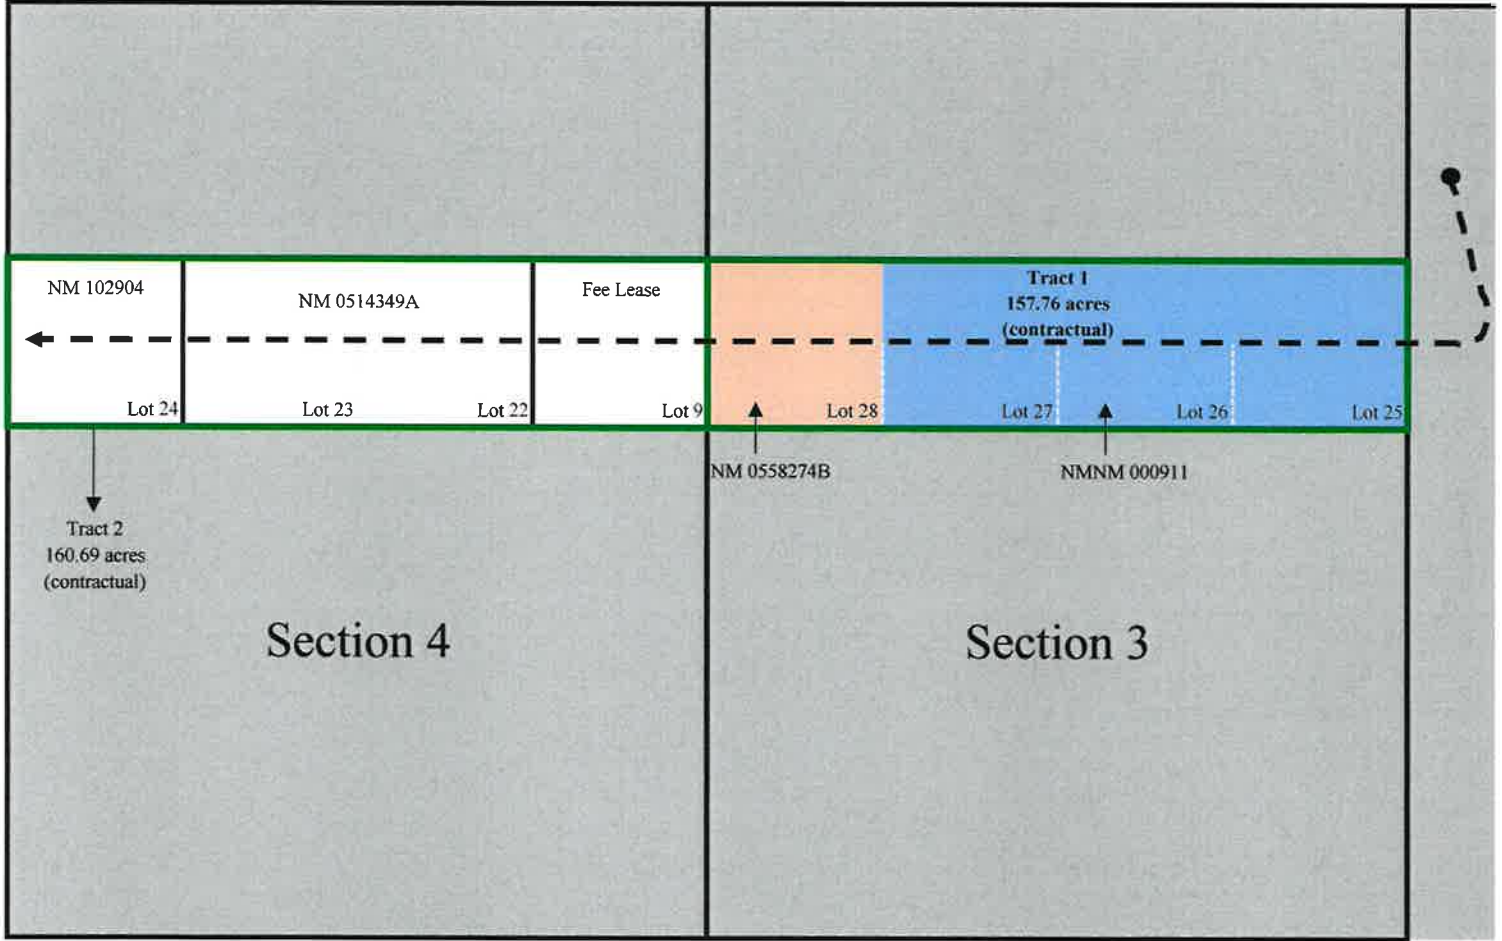 NM 102904
NM 0514349A
Fee Lease
Tract 1
157.76 acres
(contractual)
Lot 24
Lot 23
Lot 22
Lot 9
Lot 28
Lot 27
Lot 26
Lot 25
NM 0558274B
NMNM 000911
Tract 2
160.69 acres
(contractual)
Section 4
Section 3